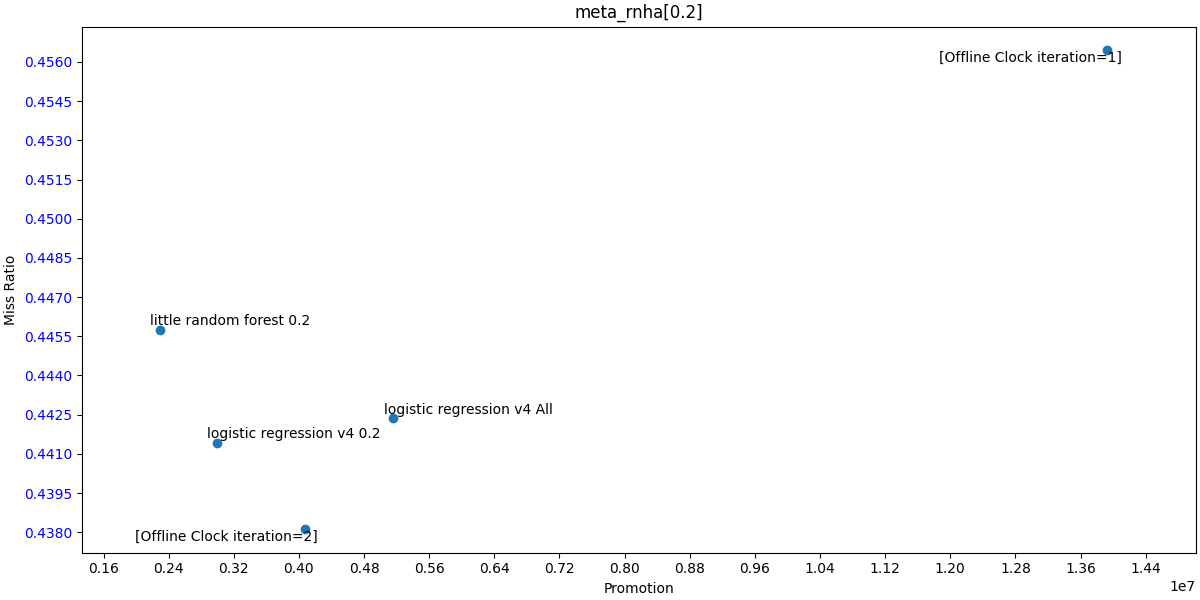 meta_rnha[0.2]
Miss Ratio
0.4560
0.4545
0.4530
0.4515
0.4500
0.4485
0.4470
0.4455
0.4440
0.4425
0.4410
0.4395
0.4380
[Offline Clock iteration=1]
little random forest 0.2
logistic regression v4 All
logistic regression v4 0.2
[Offline Clock iteration=2]
0.16 0.24 0.32 0.40 0.48 0.56 0.64 0.72 0.80 0.88 0.96 1.04 1.12 1.20 1.28 1.36 1.44
1e7
Promotion